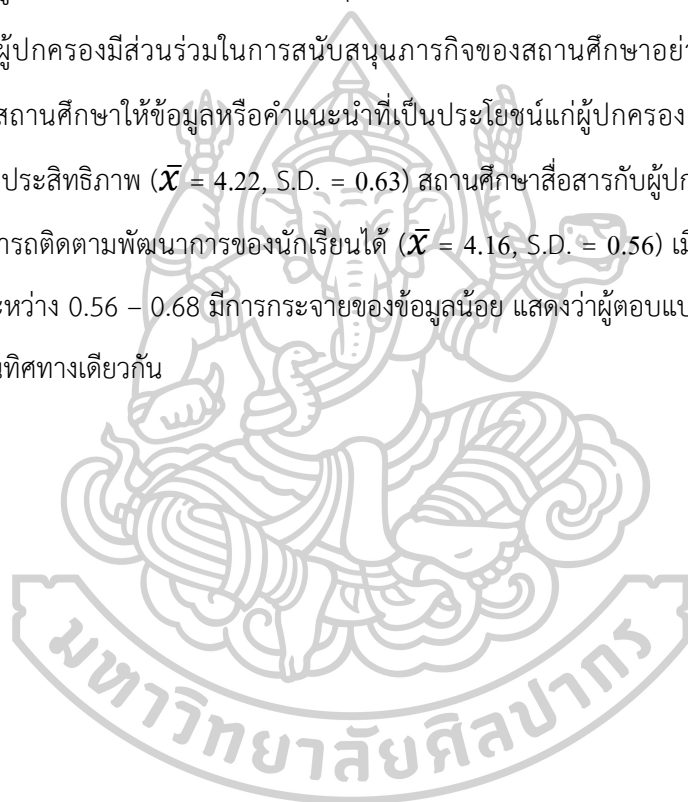 ผู้ปกครองมีส่วนร่วมในการสนับสนุนภารกิจของสถานศึกษาอย่า
สถานศึกษาให้ข้อมูลหรือคำแนะนำที่เป็นประโยชน์แก่ผู้ปกครอง
ประสิทธิภาพ (x̄ = 4.22, S.D. = 0.63) สถานศึกษาสื่อสารกับผู้ปก
ารถติดตามพัฒนาการของนักเรียนได้ (x̄ = 4.16, S.D. = 0.56) เมื
ะหว่าง 0.56 – 0.68 มีการกระจายของข้อมูลน้อย แสดงว่าผู้ตอบแบ
นทิศทางเดียวกัน
มหาวิทยาลัยศิลปากร